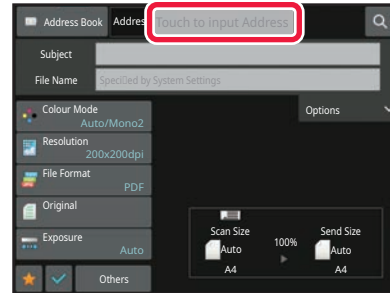 Address Book Addres Touch to input Address
Subject
File Name Specified by System Settings
Colour Mode
Auto/Mono2
Options
Resolution
200x200dpi
File Format
PDF
Original
Exposure
Auto
Scan Size 100% Send Size
Auto Auto
A4 A4
Others